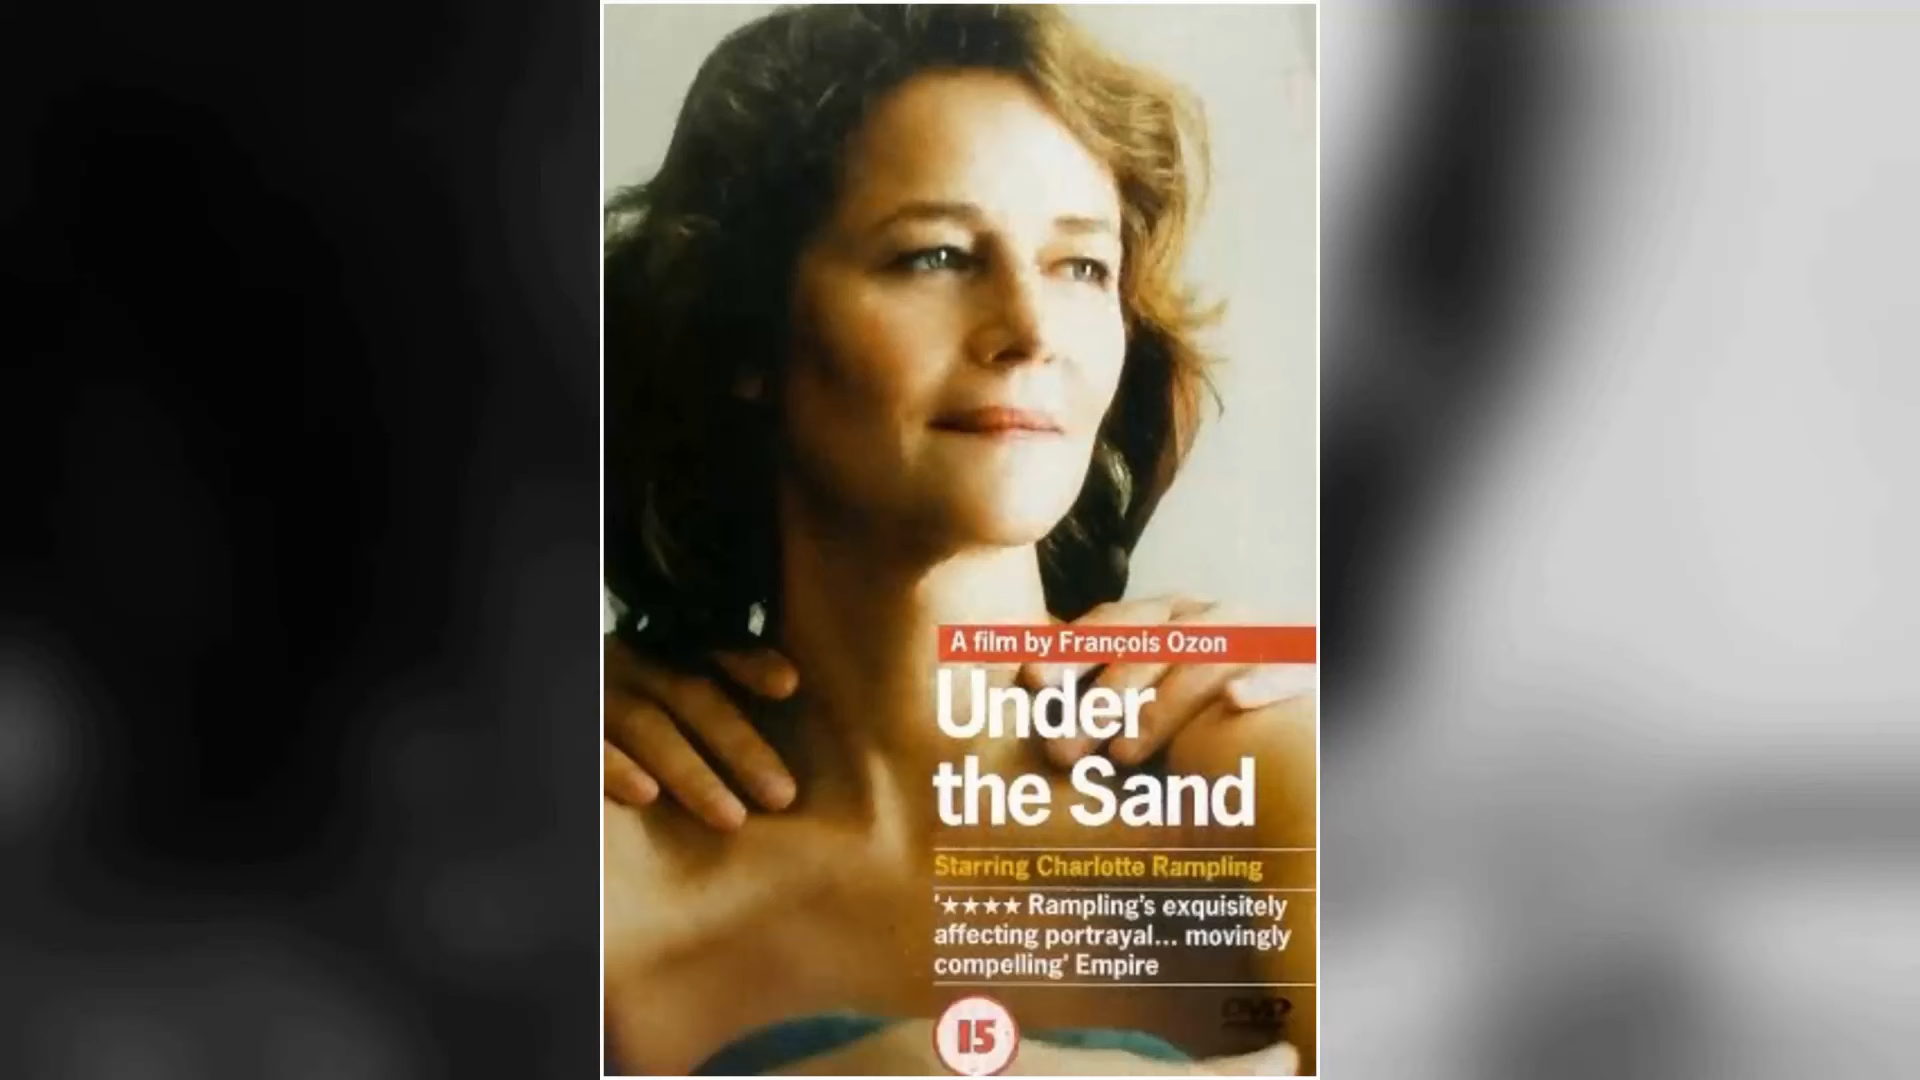 A film by François Ozon
Under
the Sand
Starring Charlotte Rampling
'★★★★ Rampling's exquisitely
affecting portrayal... movingly
compelling' Empire
15
DVD